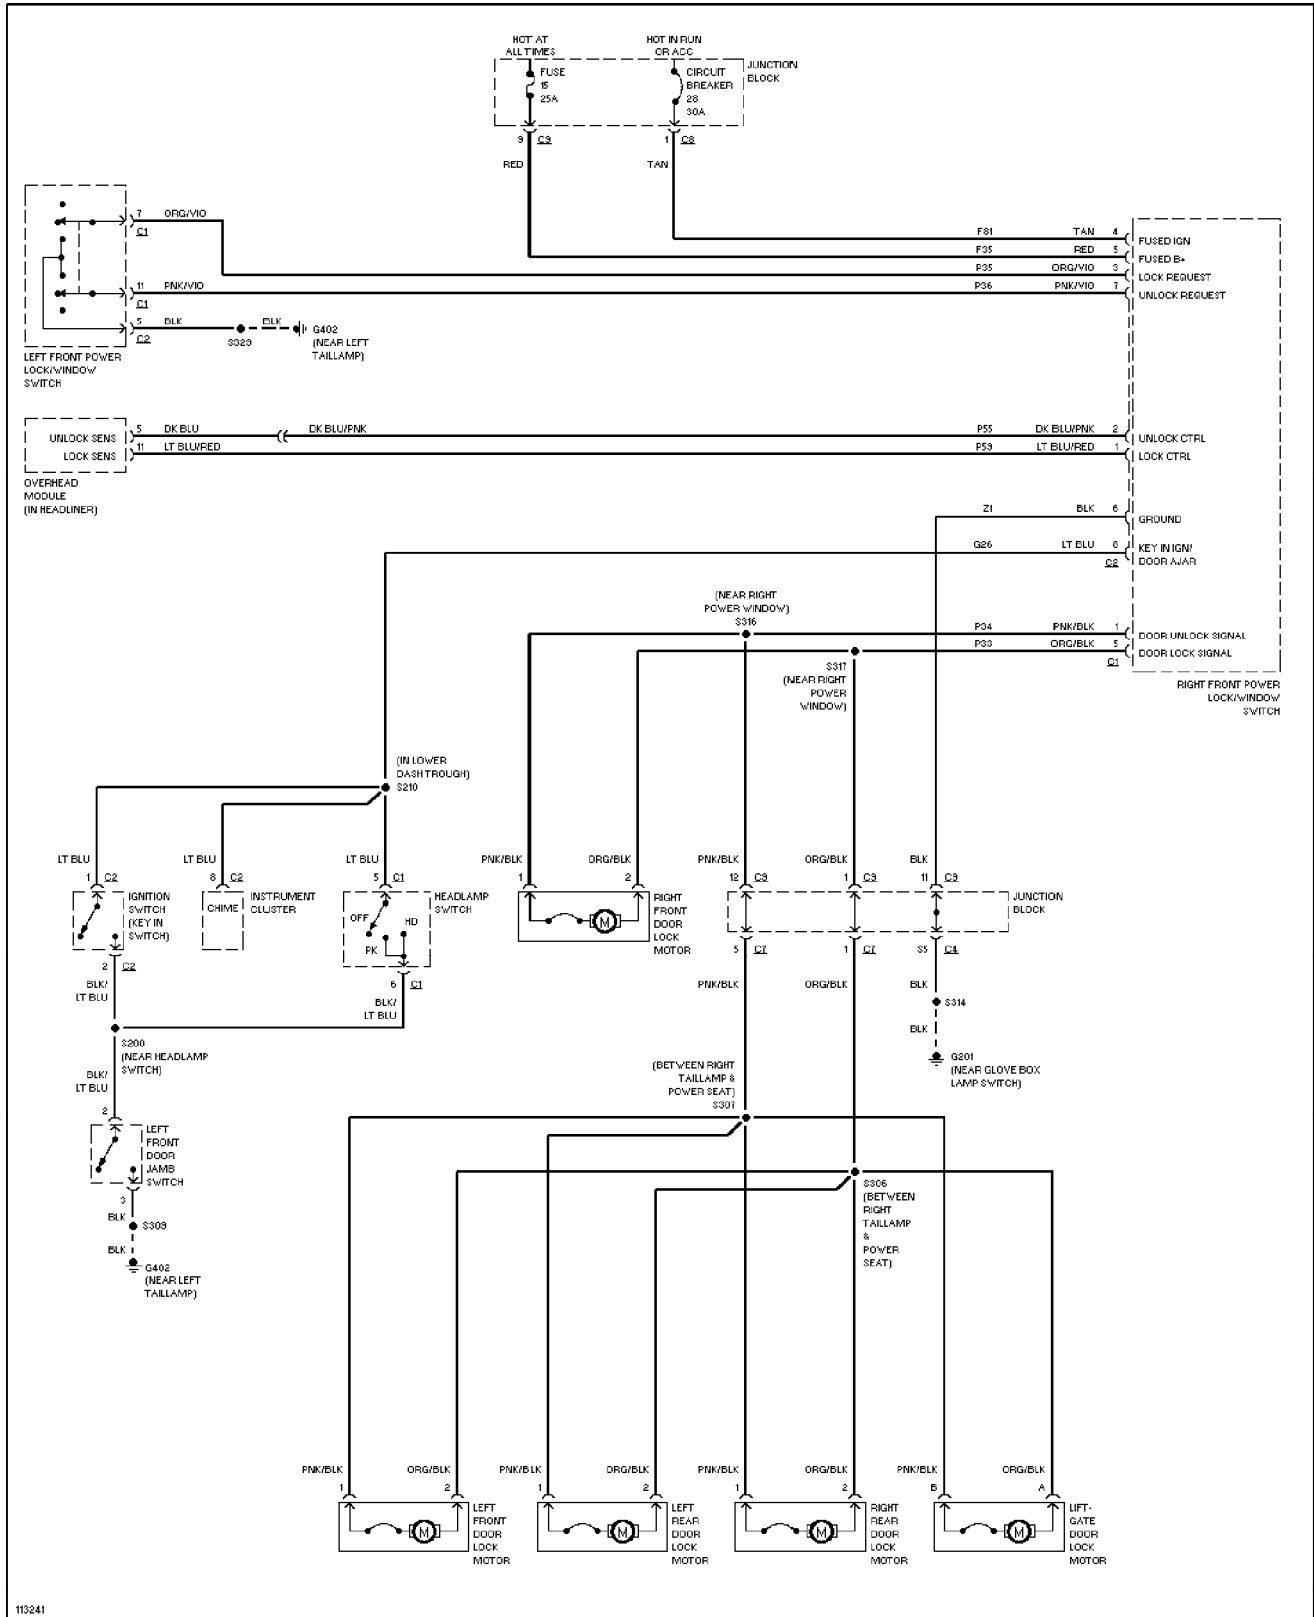 HOT AT
ALL TIMES
HOT IN RUN
OR ACC
FUSE
15
25A
CIRCUIT
BREAKER
28
30A
JUNCTION
BLOCK
9 C9
1 C8
RED
TAN
7 ORG/VIO
C1
11 PNK/VIO
C1
5 BLK
C2
S329
BLK
G402
(NEAR LEFT
TAILLAMP)
LEFT FRONT POWER
LOCK/WINDOW
SWITCH
F81 TAN 4 FUSED IGN
F35 RED 5 FUSED B+
P35 ORG/VIO 3 LOCK REQUEST
P36 PNK/VIO 7 UNLOCK REQUEST
UNLOCK SENS 5 DK BLU DK BLU/PNK P55 DK BLU/PNK 2 UNLOCK CTRL
LOCK SENS 11 LT BLU/RED P59 LT BLU/RED 1 LOCK CTRL
OVERHEAD
MODULE
(IN HEADLINER)
Z1 BLK 6 GROUND
G26 LT BLU 8 KEY IN IGN/
C2 DOOR AJAR
(NEAR RIGHT
POWER WINDOW)
S316
P34 PNK/BLK 1 DOOR UNLOCK SIGNAL
P33 ORG/BLK 5 DOOR LOCK SIGNAL
C1
S317
(NEAR RIGHT
POWER
WINDOW)
RIGHT FRONT POWER
LOCK/WINDOW
SWITCH
(IN LOWER
DASH TROUGH)
S210
LT BLU
1 C2
IGNITION
SWITCH
(KEY IN
SWITCH)
2 C2
BLK/
LT BLU
LT BLU
8 C2
CHIME
INSTRUMENT
CLUSTER
LT BLU
5 C1
HEADLAMP
SWITCH
OFF
HD
PK
6 C1
BLK/
LT BLU
PNK/BLK
1
ORG/BLK
2
M
RIGHT
FRONT
DOOR
LOCK
MOTOR
PNK/BLK
12 C9
ORG/BLK
1 C9
BLK
11 C9
JUNCTION
BLOCK
5 C7
1 C7
S5 C4
PNK/BLK
ORG/BLK
BLK
S314
BLK
G201
(NEAR GLOVE BOX
LAMP SWITCH)
S200
(NEAR HEADLAMP
SWITCH)
BLK/
LT BLU
2
LEFT
FRONT
DOOR
JAMB
SWITCH
3
BLK
S309
BLK
G402
(NEAR LEFT
TAILLAMP)
(BETWEEN RIGHT
TAILLAMP &
POWER SEAT)
S307
S306
(BETWEEN
RIGHT
TAILLAMP
&
POWER
SEAT)
PNK/BLK
1
ORG/BLK
2
M
LEFT
FRONT
DOOR
LOCK
MOTOR
PNK/BLK
1
ORG/BLK
2
M
LEFT
REAR
DOOR
LOCK
MOTOR
PNK/BLK
1
ORG/BLK
2
M
RIGHT
REAR
DOOR
LOCK
MOTOR
PNK/BLK
B
ORG/BLK
A
M
LIFT-
GATE
DOOR
LOCK
MOTOR
113241